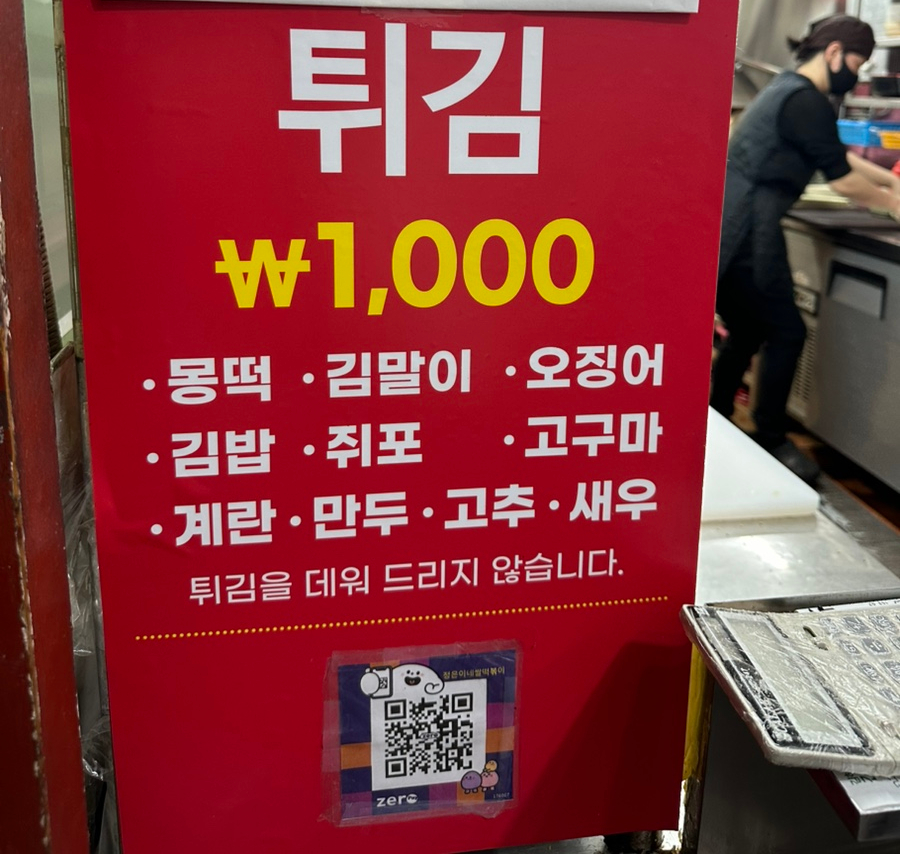 튀김
₩1,000
·몽떡 ·김말이 ·오징어
·김밥 ·쥐포 ·고구마
·계란 ·만두 ·고추 ·새우
튀김을 데워 드리지 않습니다.
zero